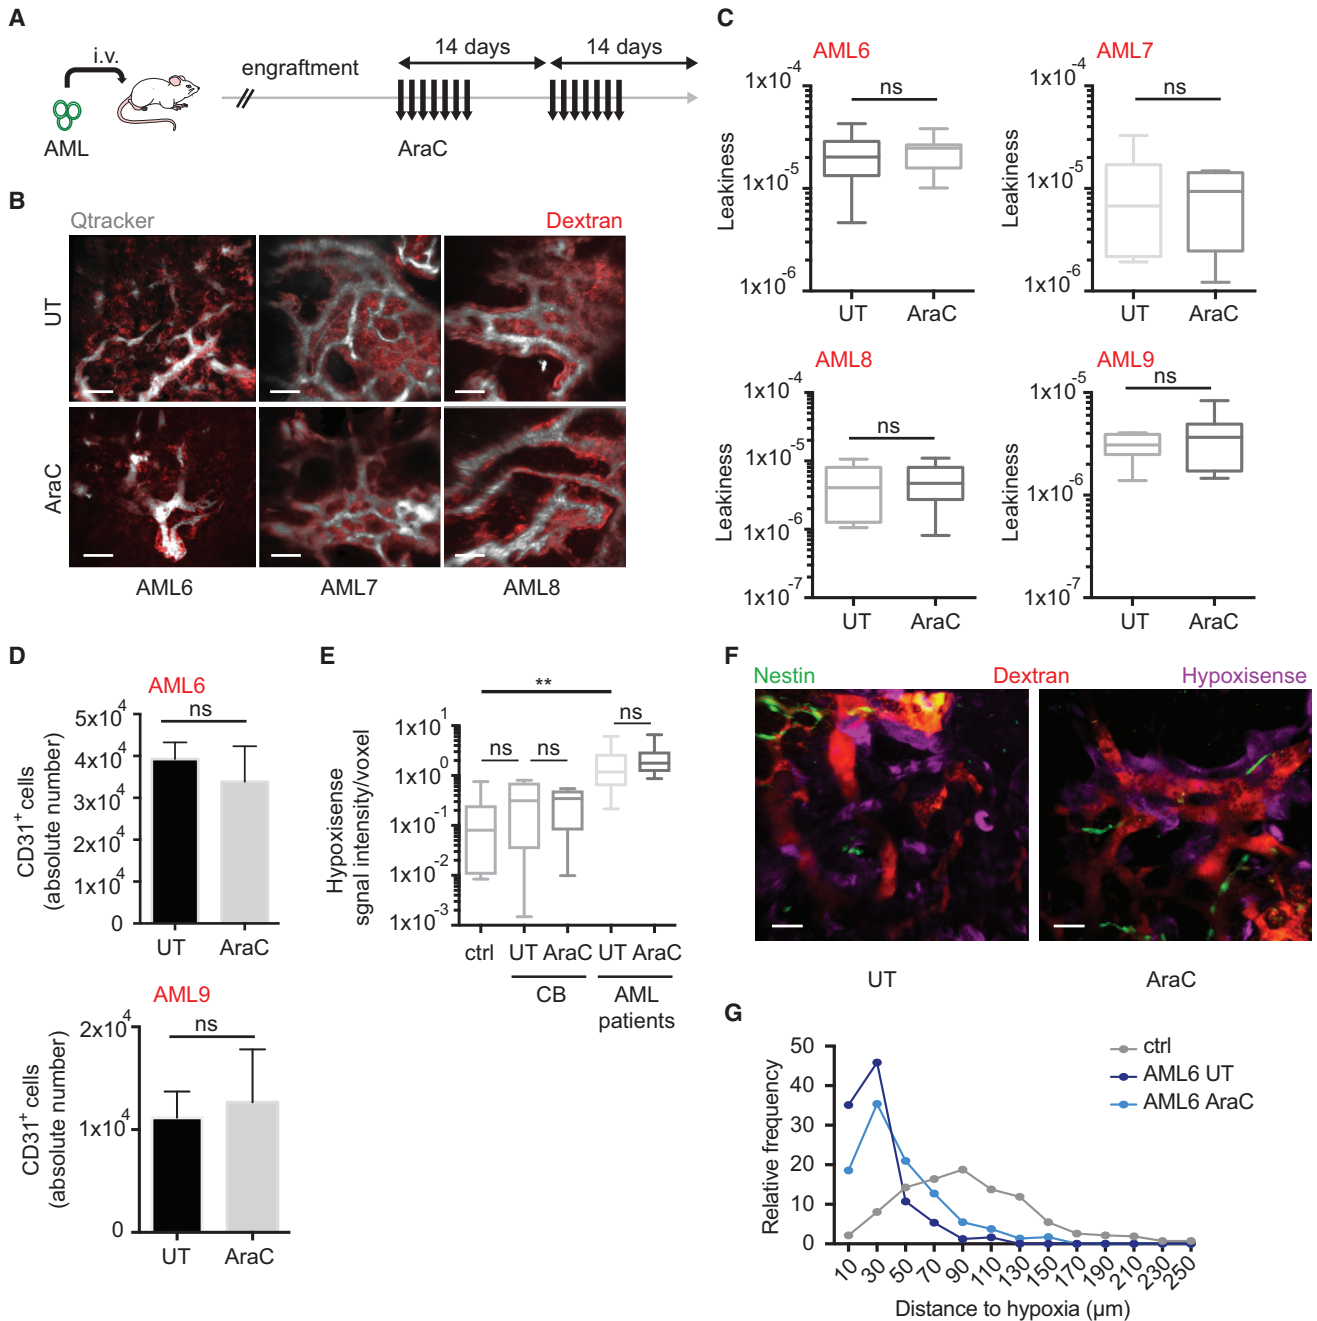 A
i.v.
AML
engraftment
14 days
14 days
AraC
B
Qtracker
Dextran
UT
AraC
AML6
AML7
AML8
C
AML6
ns
Leakiness
1x10-4
1x10-5
1x10-6
UT
AraC
AML7
ns
Leakiness
1x10-4
1x10-5
1x10-6
UT
AraC
AML8
ns
Leakiness
1x10-4
1x10-5
1x10-6
1x10-7
UT
AraC
AML9
ns
Leakiness
1x10-5
1x10-6
1x10-7
UT
AraC
D
AML6
ns
CD31+ cells
(absolute number)
5x104
4x104
3x104
2x104
1x104
0
UT
AraC
AML9
ns
CD31+ cells
(absolute number)
2x104
1x104
0
UT
AraC
E
**
ns
ns
ns
Hypoxisense
sgnal intensity/voxel
1x101
1x100
1x10-1
1x10-2
1x10-3
ctrl
UT AraC
UT AraC
CB
AML
patients
F
Nestin
Dextran
Hypoxisense
UT
AraC
G
Relative frequency
50
40
30
20
10
0
ctrl
AML6 UT
AML6 AraC
10 30 50 70 90 110 130 150 170 190 210 230 250
Distance to hypoxia (µm)